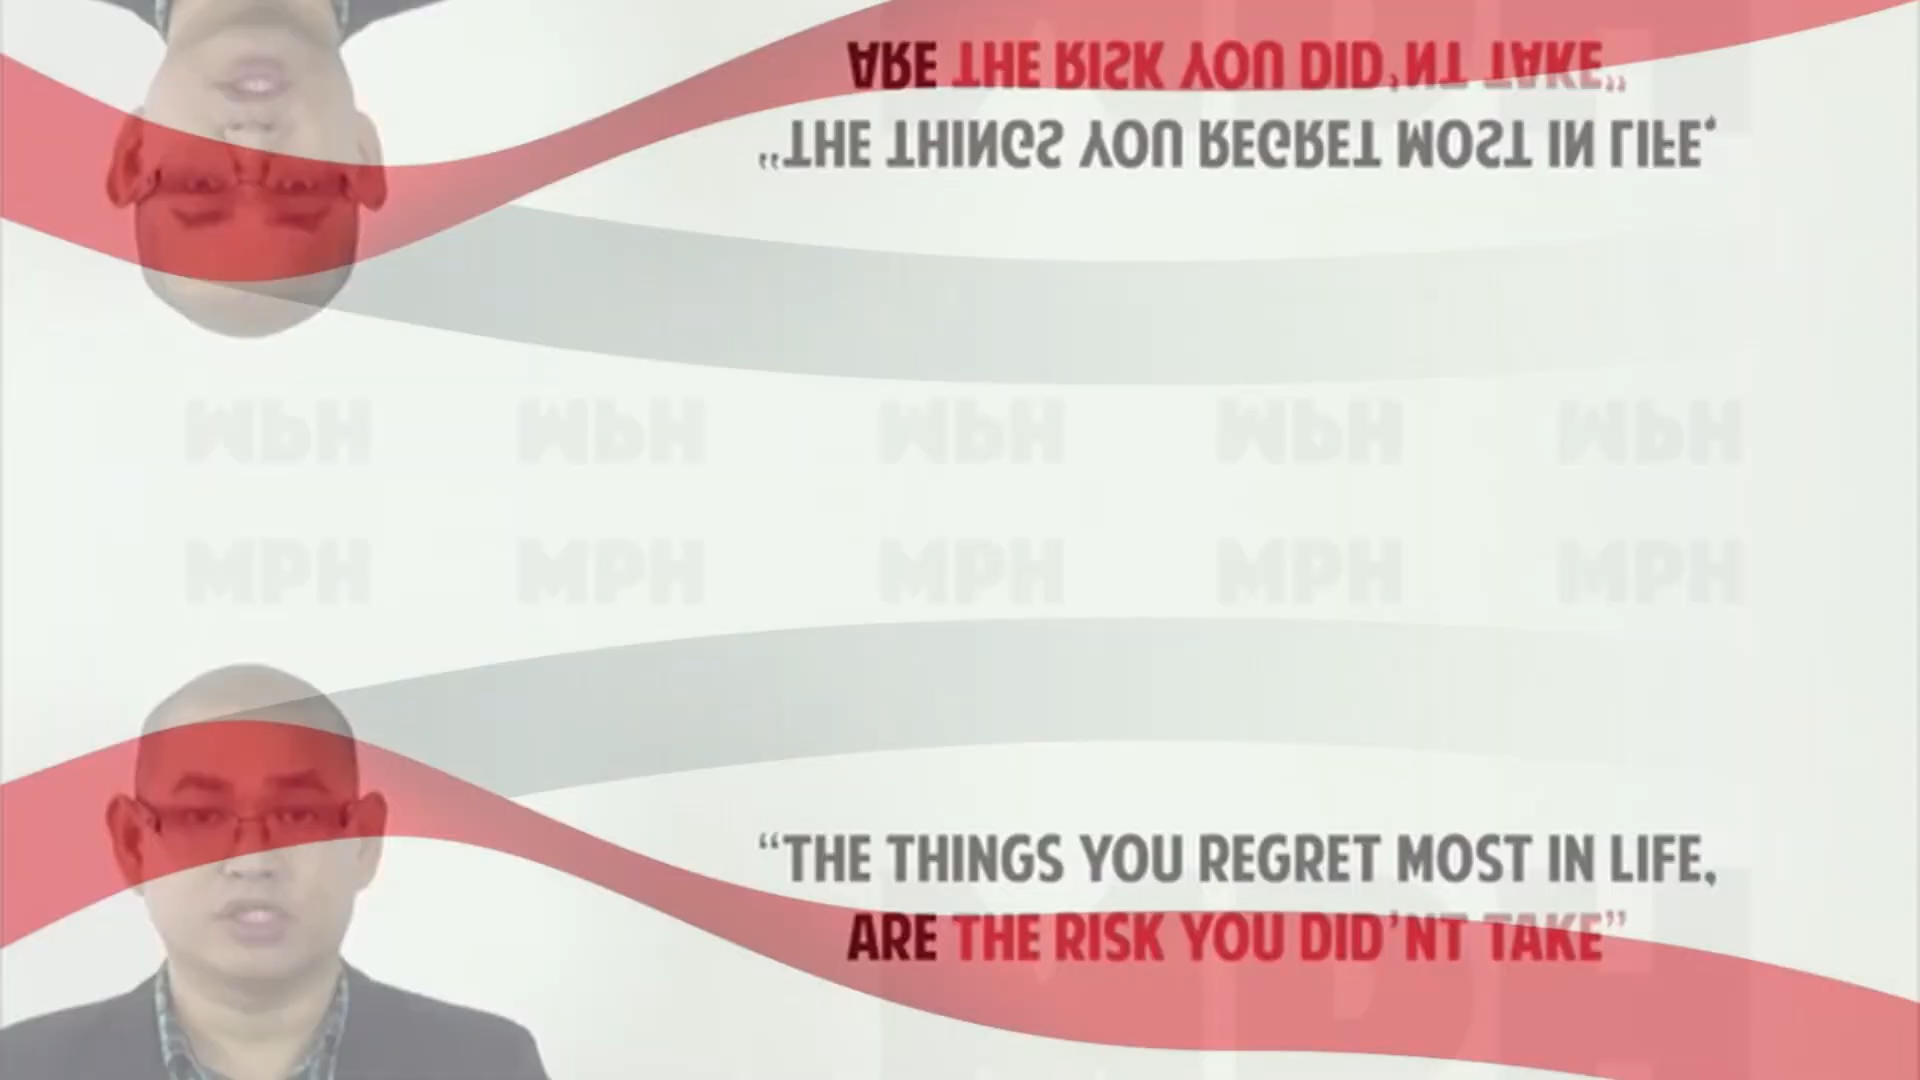 ARE THE RISK YOU DID'NT TAKE”
“THE THINGS YOU REGRET MOST IN LIFE,
MPH MPH MPH MPH MPH
MPH MPH MPH MPH MPH
“THE THINGS YOU REGRET MOST IN LIFE,
ARE THE RISK YOU DID'NT TAKE”